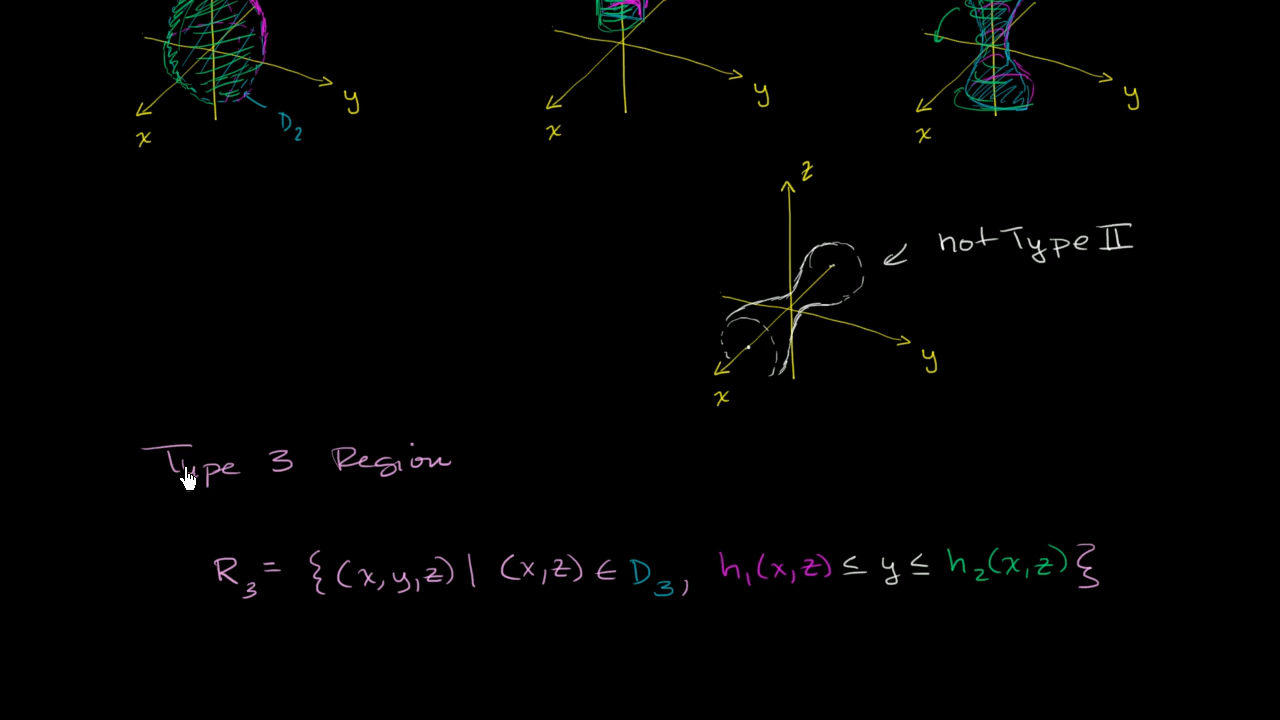 y
x
D₂
y
x
y
x
z
not Type II
y
x
Type 3 Region
R₃ = {(x,y,z) | (x,z) ∈ D₃, h₁(x,z) ≤ y ≤ h₂(x,z)}